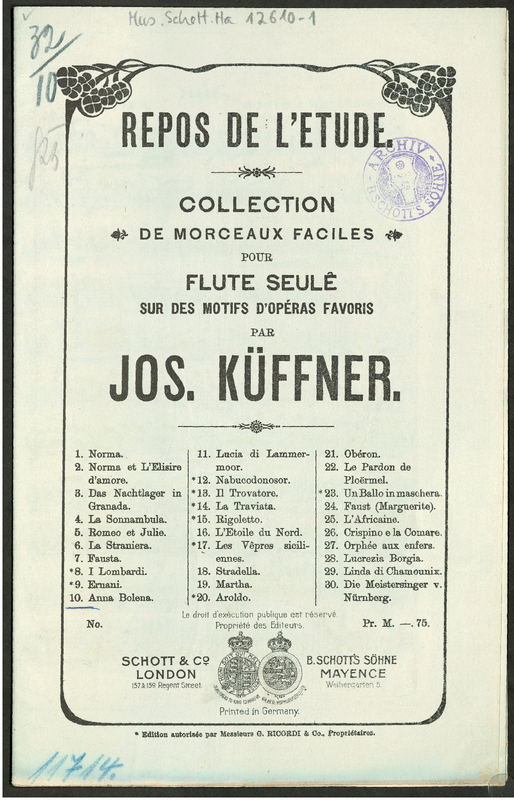 Mus. Schott. Ha 12610-1
32/10
REPOS DE L'ETUDE.
ARCHIV
B. SCHOTT'S SÖHNE
COLLECTION
DE MORCEAUX FACILES
POUR
FLUTE SEULÊ
SUR DES MOTIFS D'OPÉRAS FAVORIS
PAR
JOS. KÜFFNER.
1. Norma.
2. Norma et L'Elisire
d'amore.
3. Das Nachtlager in
Granada.
4. La Sonnambula.
5. Romeo et Julie.
6. La Straniera.
7. Fausta.
*8. I Lombardi.
*9. Ernani.
10. Anna Bolena.
11. Lucia di Lammer-
moor.
*12. Nabucodonosor.
*13. Il Trovatore.
*14. La Traviata.
*15. Rigoletto.
16. L'Etoile du Nord.
*17. Les Vêpres sicili-
ennes.
18. Stradella.
19. Martha.
*20. Aroldo.
21. Obéron.
22. Le Pardon de
Ploërmel.
*23. Un Ballo in maschera.
24. Faust (Marguerite).
25. L'Africaine.
26. Crispino e la Comare.
27. Orphée aux enfers.
28. Lucrezia Borgia.
29. Linda di Chamounix.
30. Die Meistersinger v.
Nürnberg.
Le droit d'exécution publique est réservé.
No. Propriété des Editeurs. Pr. M. —. 75.
SCHOTT & Co
LONDON
157 & 159 Regent Street.
B. SCHOTT'S SÖHNE
MAYENCE
Weihergarten 5.
Printed in Germany.
* Edition autorisée par Messieurs G. RICORDI & Co., Propriétaires.
11714.